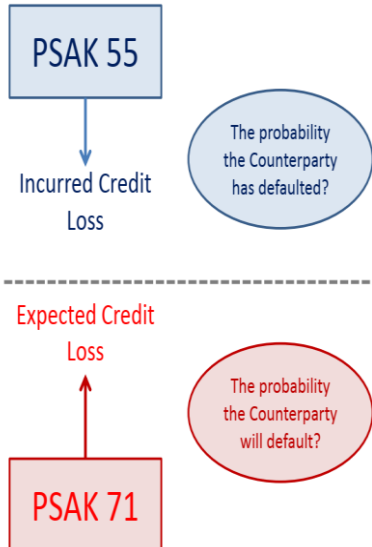 PSAK 55
The probability
the Counterparty
has defaulted?
Incurred Credit
Loss
Expected Credit
Loss
The probability
the Counterparty
will default?
PSAK 71